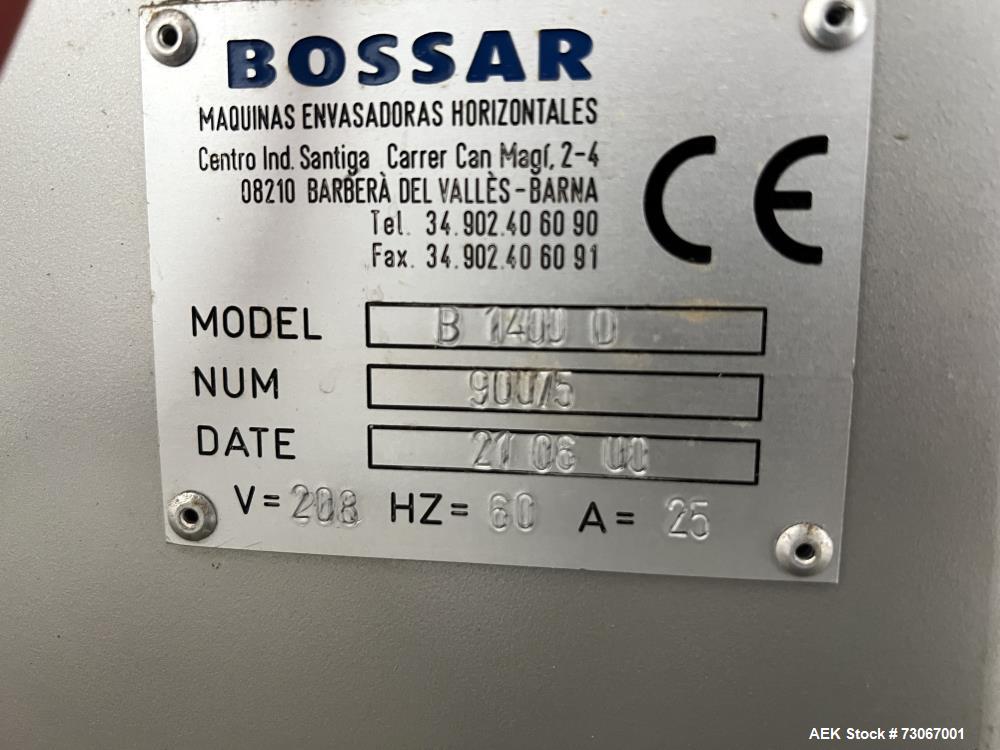 BOSSAR
MAQUINAS ENVASADORAS HORIZONTALES
Centro Ind. Santiga Carrer Can Magí, 2-4
08210 BARBERÀ DEL VALLÈS-BARNA
Tel. 34.902.40 60 90
Fax. 34.902.40 60 91
CE
MODEL B 1400 D
NUM 90075
DATE 21 06 00
V= 208 HZ= 60 A= 25
AEK Stock # 73067001